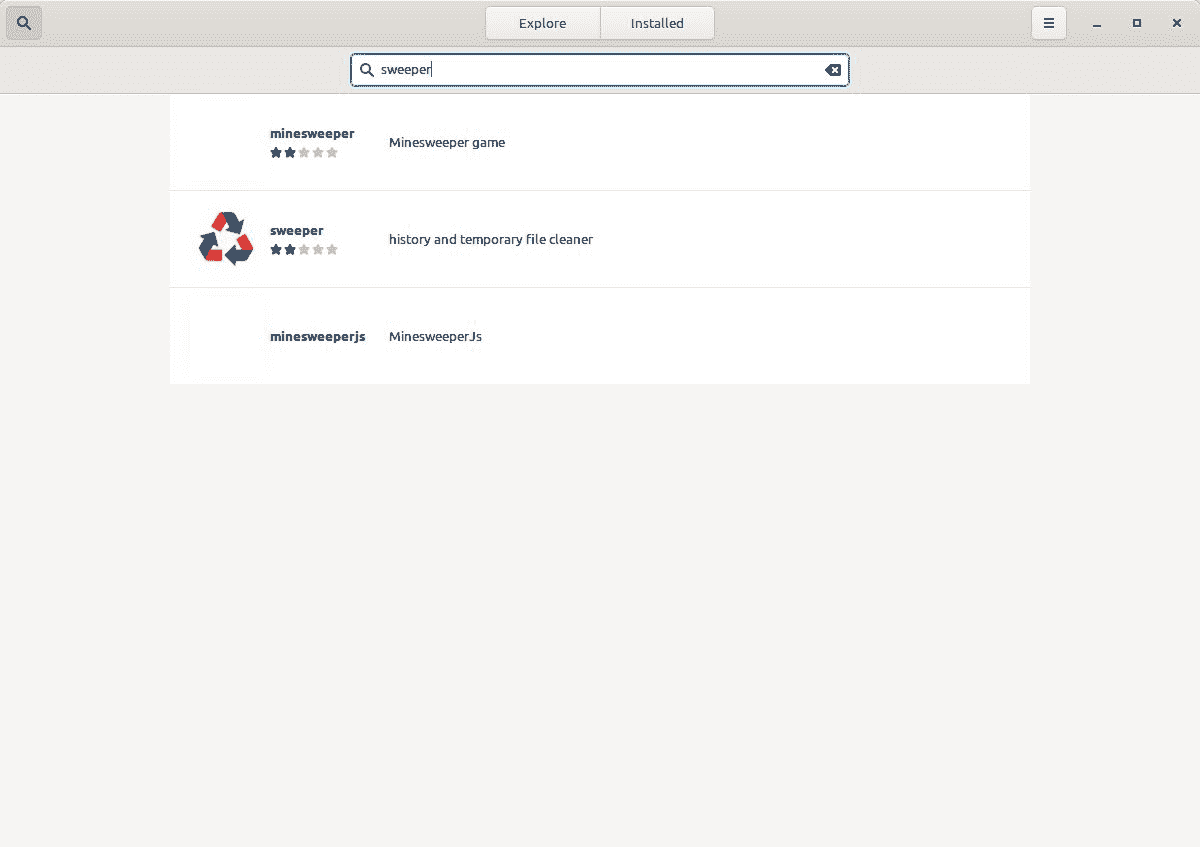 Explore Installed
sweeper
minesweeper
Minesweeper game
sweeper
history and temporary file cleaner
minesweeperjs
MinesweeperJs